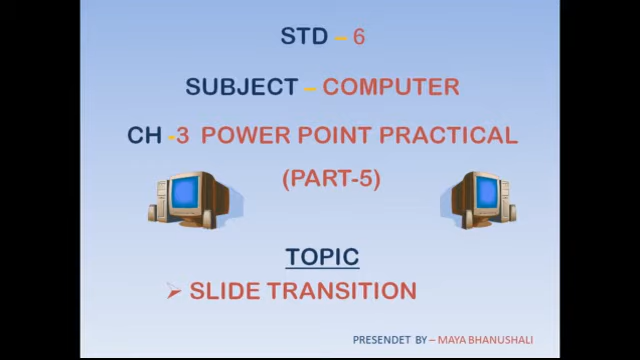 STD – 6
SUBJECT – COMPUTER
CH -3 POWER POINT PRACTICAL
(PART-5)
TOPIC
➢ SLIDE TRANSITION
PRESENDET BY – MAYA BHANUSHALI